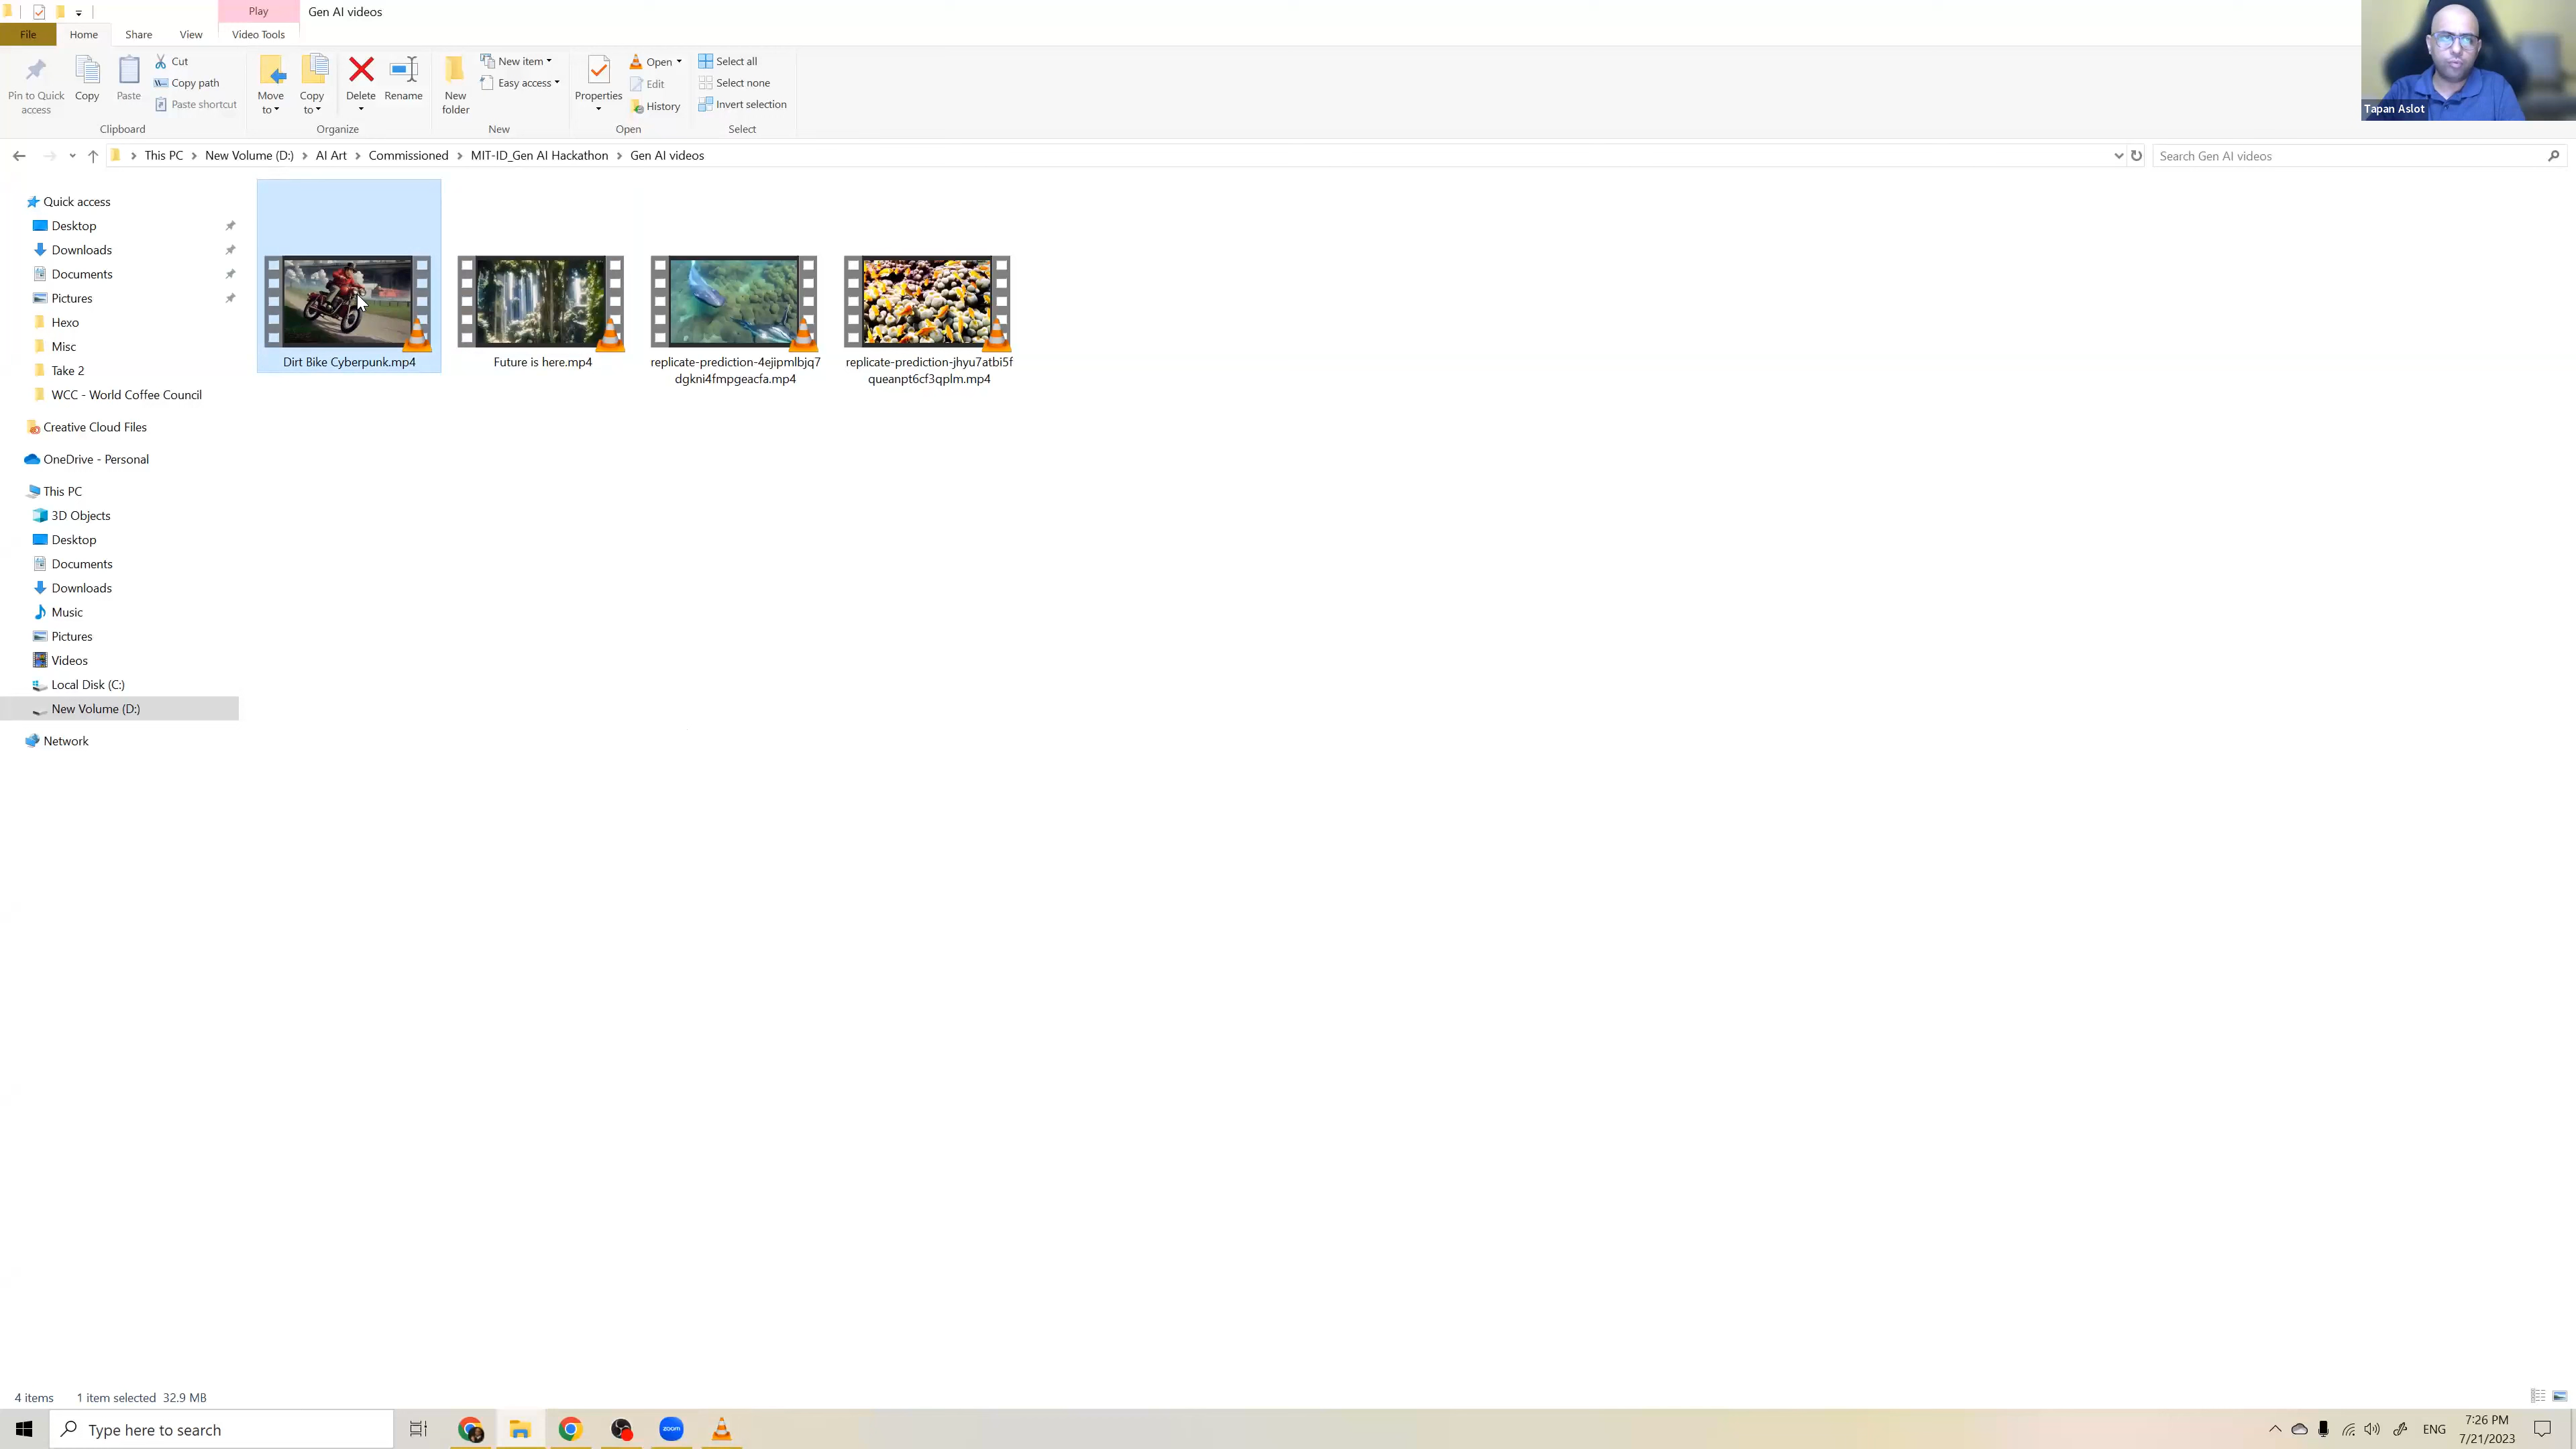 Play
Gen AI videos
File
Home
Share
View
Video Tools
Pin to Quick
access
Copy
Paste
Cut
Copy path
Paste shortcut
Clipboard
Move
to
Copy
to
Delete
Rename
Organize
New
folder
New item
Easy access
New
Properties
Open
Edit
History
Open
Select all
Select none
Invert selection
Select
Tapan Aslot
This PC
New Volume (D:)
AI Art
Commissioned
MIT-ID_Gen AI Hackathon
Gen AI videos
Search Gen AI videos
Quick access
Desktop
Downloads
Documents
Pictures
Hexo
Misc
Take 2
WCC - World Coffee Council
Creative Cloud Files
OneDrive - Personal
This PC
3D Objects
Desktop
Documents
Downloads
Music
Pictures
Videos
Local Disk (C:)
New Volume (D:)
Network
Dirt Bike Cyberpunk.mp4
Future is here.mp4
replicate-prediction-4ejipmlbjq7
dgkni4fmpgeacfa.mp4
replicate-prediction-jhyu7atbi5f
queanpt6cf3qplm.mp4
4 items
1 item selected 32.9 MB
Type here to search
zoom
ENG
7:26 PM
7/21/2023